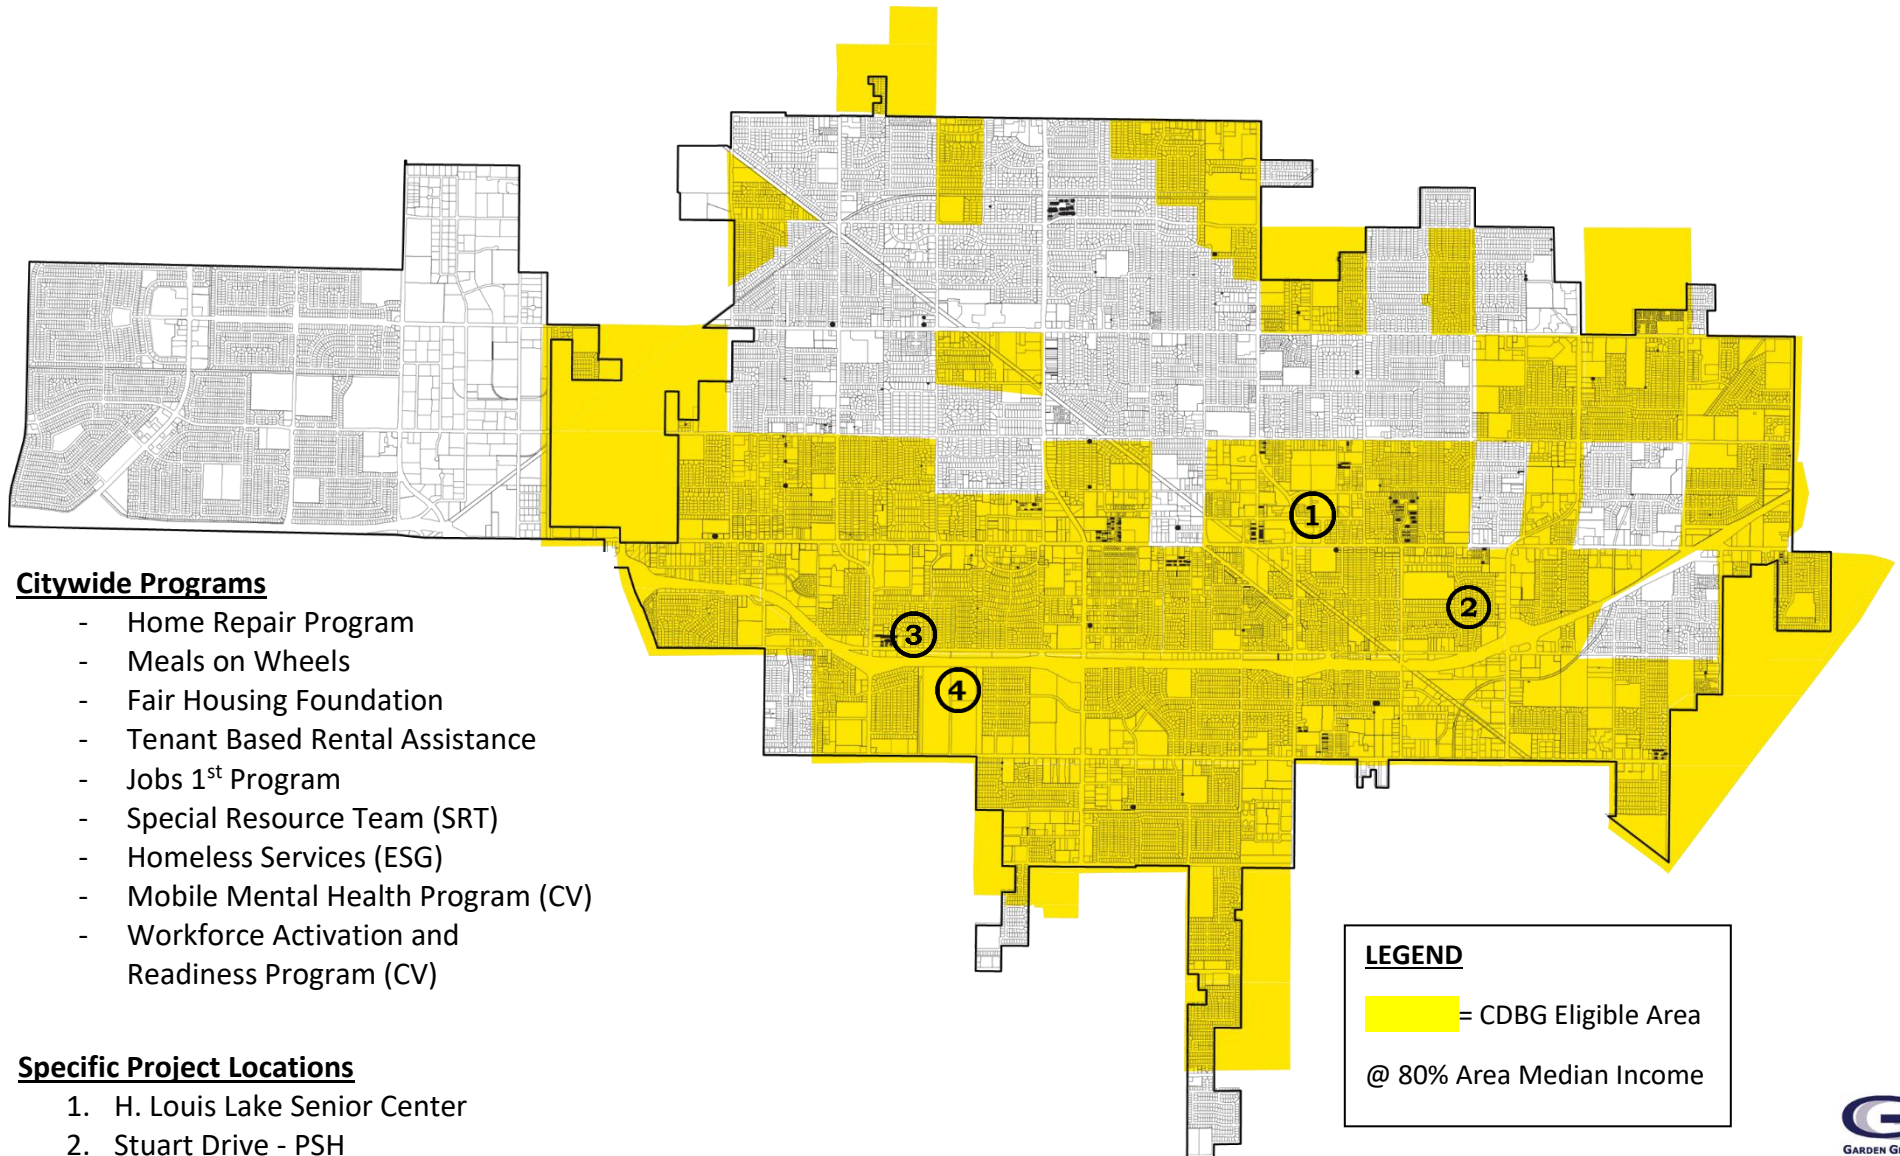 Citywide Programs
- Home Repair Program
- Meals on Wheels
- Fair Housing Foundation
- Tenant Based Rental Assistance
- Jobs 1st Program
- Special Resource Team (SRT)
- Homeless Services (ESG)
- Mobile Mental Health Program (CV)
- Workforce Activation and
Readiness Program (CV)
Specific Project Locations
1. H. Louis Lake Senior Center
2. Stuart Drive - PSH
1
2
3
4
LEGEND
= CDBG Eligible Area
@ 80% Area Median Income
G
GARDEN